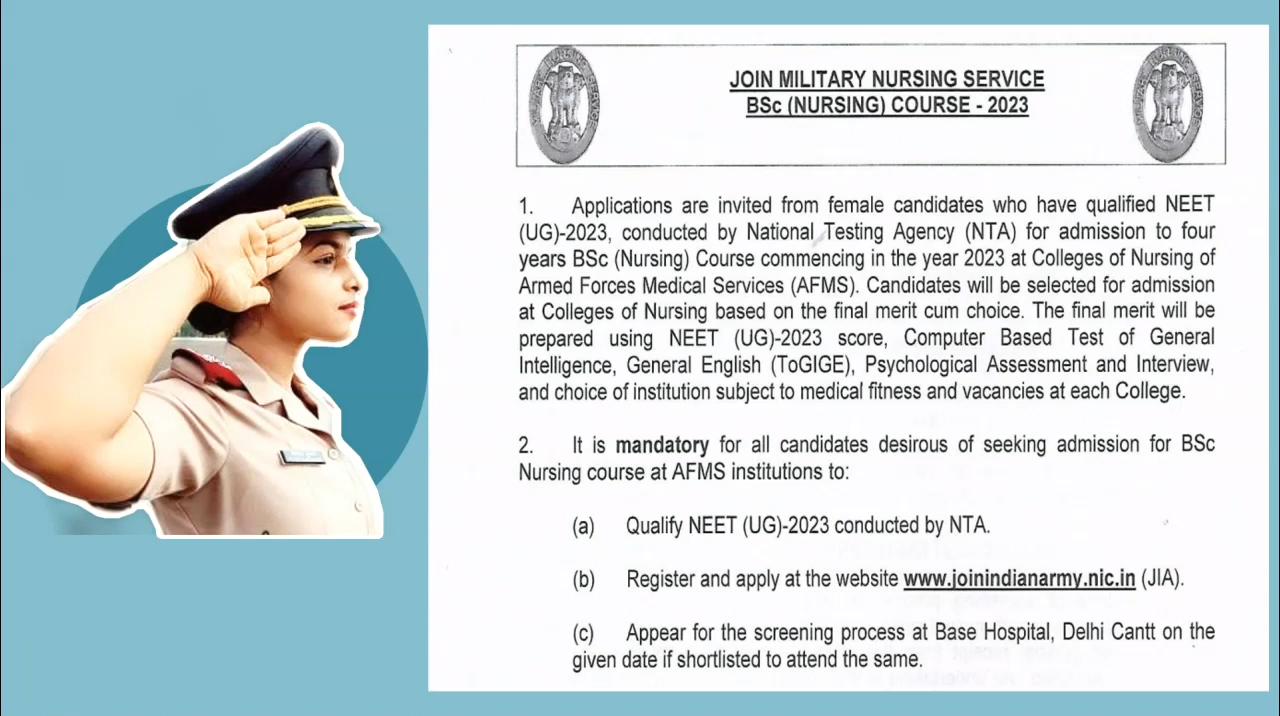 JOIN MILITARY NURSING SERVICE
BSc (NURSING) COURSE - 2023
1. Applications are invited from female candidates who have qualified NEET
(UG)-2023, conducted by National Testing Agency (NTA) for admission to four
years BSc (Nursing) Course commencing in the year 2023 at Colleges of Nursing of
Armed Forces Medical Services (AFMS). Candidates will be selected for admission
at Colleges of Nursing based on the final merit cum choice. The final merit will be
prepared using NEET (UG)-2023 score, Computer Based Test of General
Intelligence, General English (ToGIGE), Psychological Assessment and Interview,
and choice of institution subject to medical fitness and vacancies at each College.
2. It is mandatory for all candidates desirous of seeking admission for BSc
Nursing course at AFMS institutions to:
(a) Qualify NEET (UG)-2023 conducted by NTA.
(b) Register and apply at the website www.joinindianarmy.nic.in (JIA).
(c) Appear for the screening process at Base Hospital, Delhi Cantt on the
given date if shortlisted to attend the same.